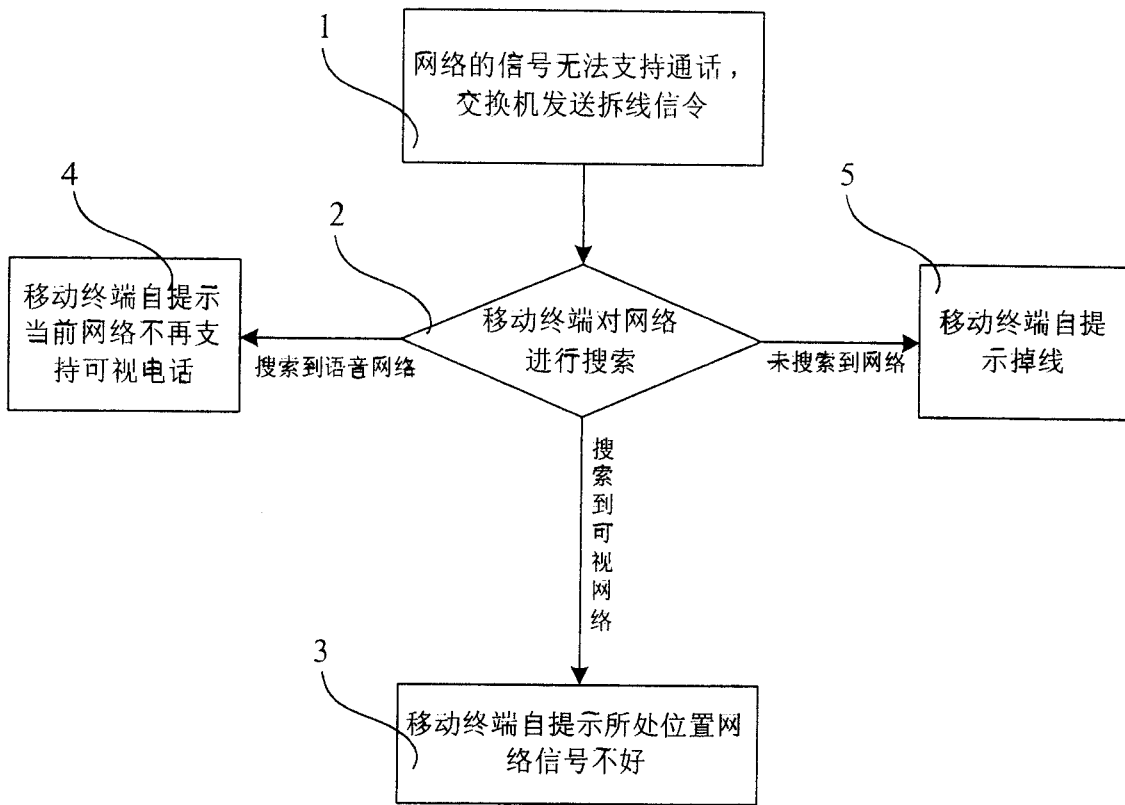 1
网络的信号无法支持通话，
交换机发送拆线信令
4
2
5
移动终端自提示
当前网络不再支
持可视电话
搜索到语音网络
移动终端对网络
进行搜索
未搜索到网络
移动终端自提
示掉线
搜
索
到
可
视
网
络
3
移动终端自提示所处位置网
络信号不好